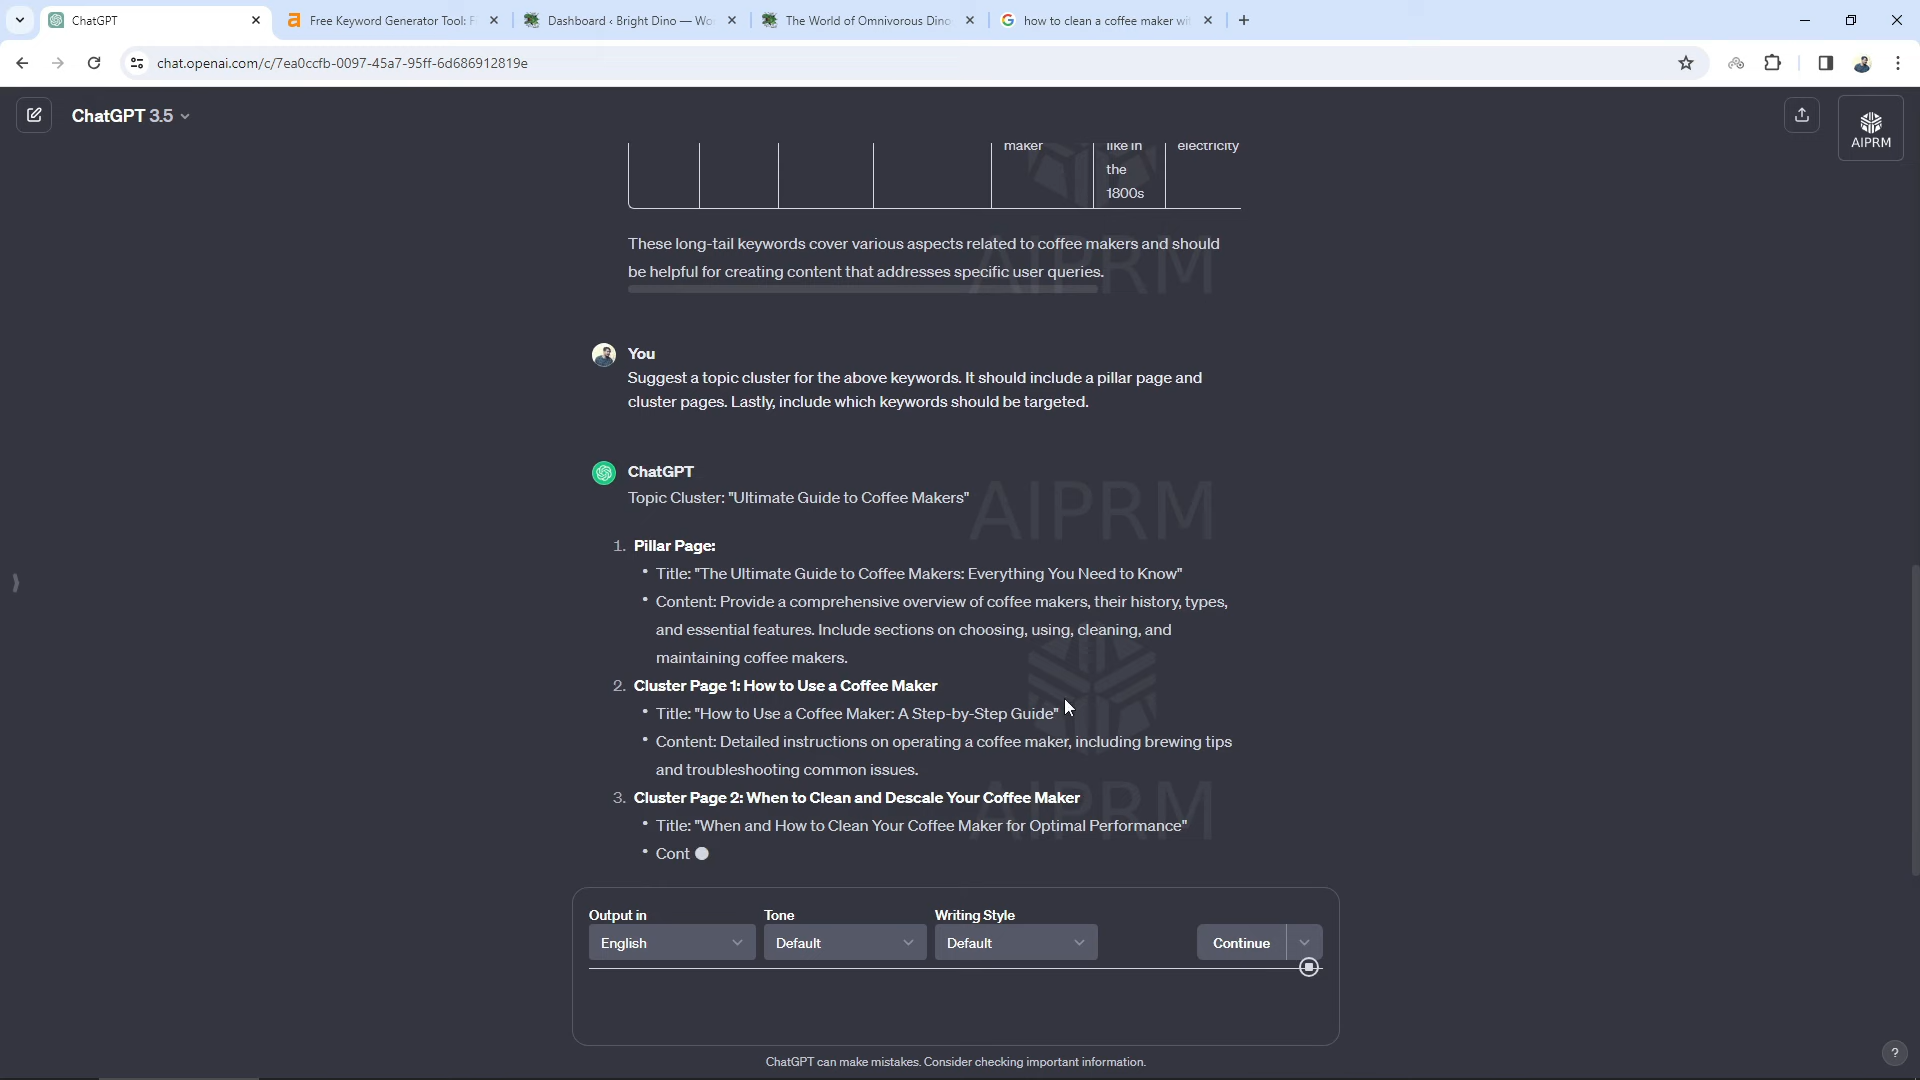 ChatGPT
Free Keyword Generator Tool: F
Dashboard ‹ Bright Dino — Wo
The World of Omnivorous Dino
how to clean a coffee maker wi
chat.openai.com/c/7ea0ccfb-0097-45a7-95ff-6d686912819e
ChatGPT 3.5
AIPRM
maker
like in
electricity
the
1800s
These long-tail keywords cover various aspects related to coffee makers and should
be helpful for creating content that addresses specific user queries.
AIPRM
You
Suggest a topic cluster for the above keywords. It should include a pillar page and
cluster pages. Lastly, include which keywords should be targeted.
ChatGPT
Topic Cluster: "Ultimate Guide to Coffee Makers"
AIPRM
1. Pillar Page:
• Title: "The Ultimate Guide to Coffee Makers: Everything You Need to Know"
• Content: Provide a comprehensive overview of coffee makers, their history, types,
and essential features. Include sections on choosing, using, cleaning, and
maintaining coffee makers.
2. Cluster Page 1: How to Use a Coffee Maker
• Title: "How to Use a Coffee Maker: A Step-by-Step Guide"
• Content: Detailed instructions on operating a coffee maker, including brewing tips
and troubleshooting common issues.
3. Cluster Page 2: When to Clean and Descale Your Coffee Maker
AIPRM
• Title: "When and How to Clean Your Coffee Maker for Optimal Performance"
• Cont
Output in
Tone
Writing Style
English
Default
Default
Continue
ChatGPT can make mistakes. Consider checking important information.
?